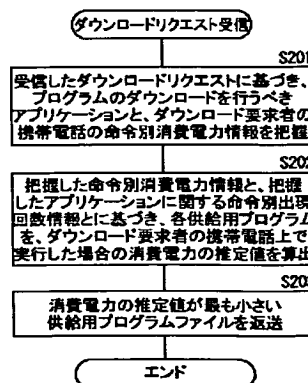 ダウンロードリクエスト受信
S201
受信したダウンロードリクエストに基づき、
プログラムのダウンロードを行うべき
アプリケーションと、ダウンロード要求者の
携帯電話の命令別消費電力情報を把握
S202
把握した命令別消費電力情報と、把握
したアプリケーションに関する命令別出現
回数情報とに基づき、各供給用プログラム
を、ダウンロード要求者の携帯電話上で
実行した場合の消費電力の推定値を算出
消費電力の推定値が最も小さい
供給用プログラムファイルを返送
エンド